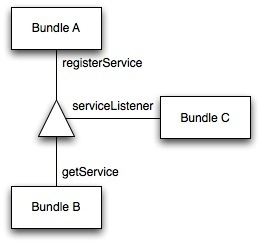 Bundle A
registerService
serviceListener
Bundle C
getService
Bundle B